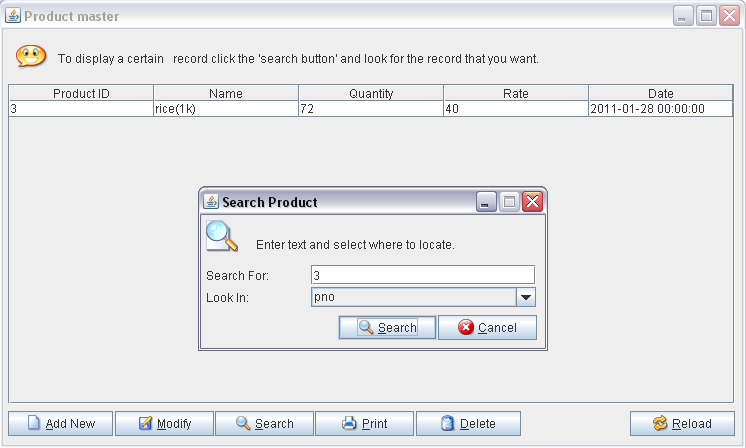 Product master
To display a certain record click the 'search button' and look for the record that you want.
Product ID Name Quantity Rate Date
3 rice(1k) 72 40 2011-01-28 00:00:00
Search Product
Enter text and select where to locate.
Search For: 3
Look In: pno
Search Cancel
Add New Modify Search Print Delete Reload